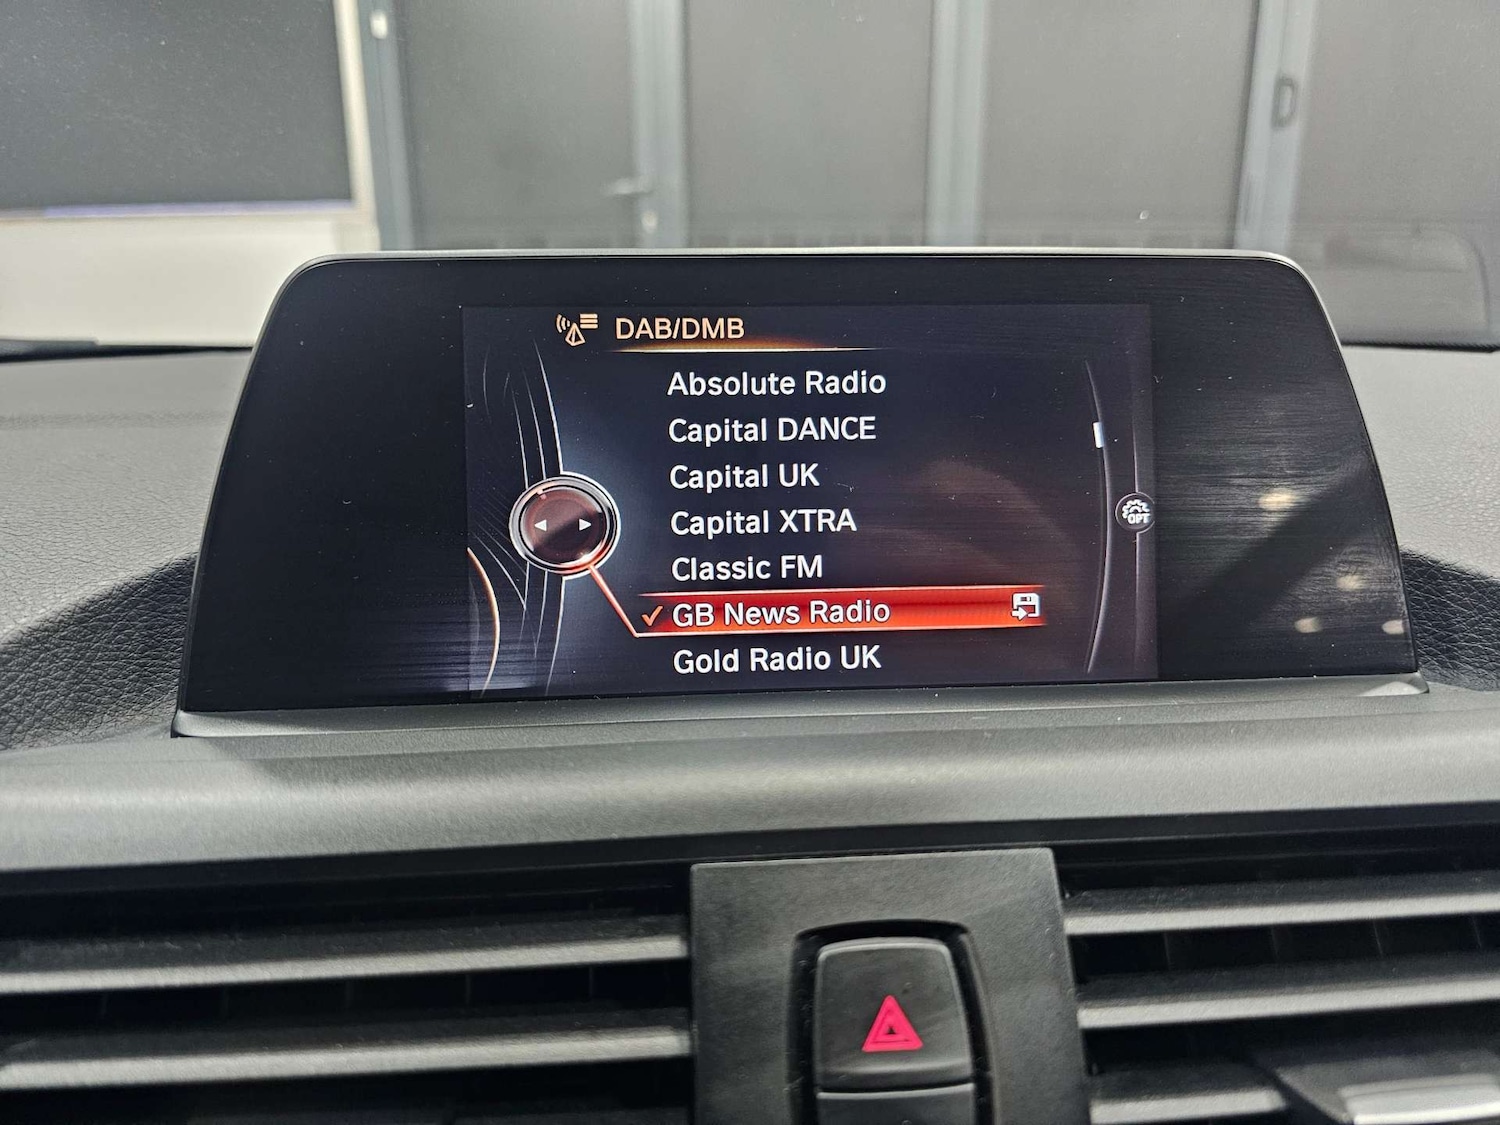 DAB/DMB
Absolute Radio
Capital DANCE
Capital UK
Capital XTRA
OPT
Classic FM
GB News Radio
Gold Radio UK